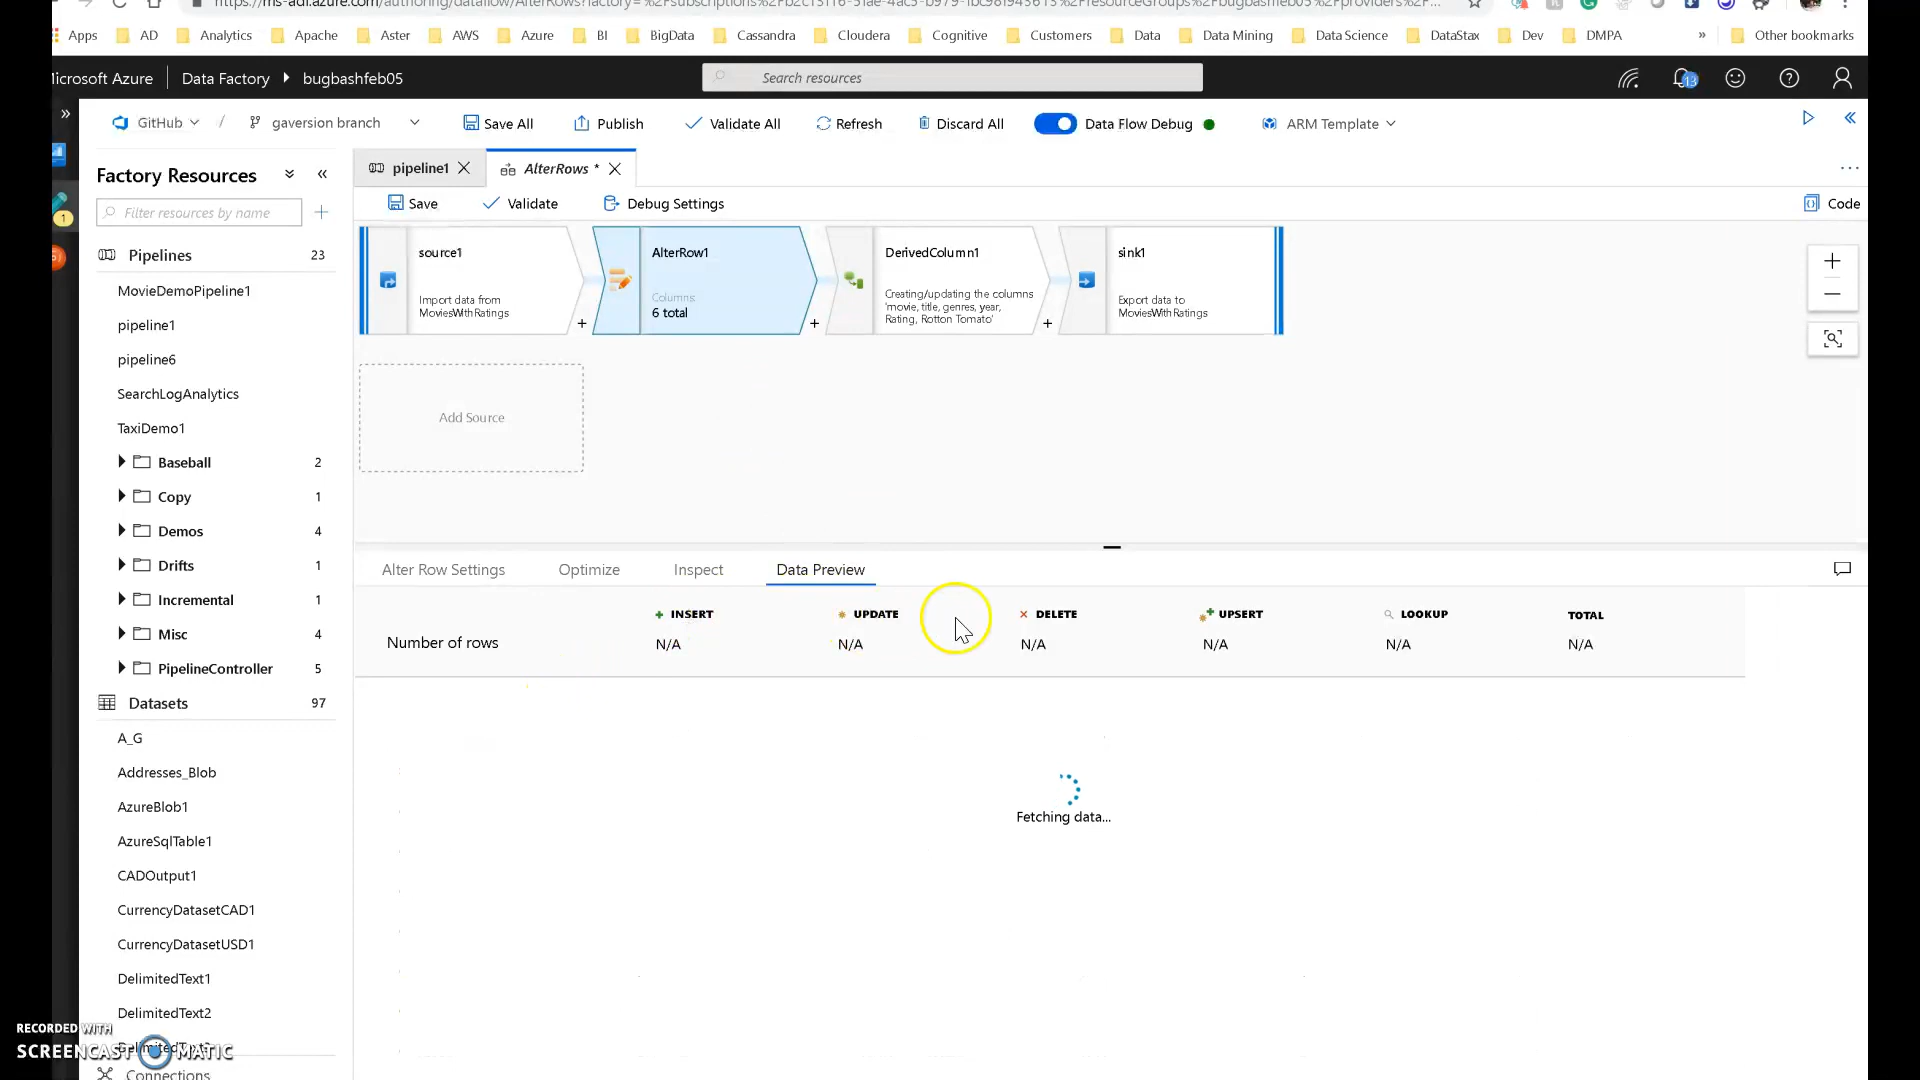 Apps AD Analytics Apache Aster AWS Azure BI BigData Cassandra Cloudera Cognitive Customers Data Data Mining Data Science DataStax Dev DMPA » Other bookmarks
Microsoft Azure Data Factory bugbashfeb05 Search resources 13
GitHub / gaversion branch Save All Publish Validate All Refresh Discard All Data Flow Debug ARM Template
Factory Resources
pipeline1 AlterRows *
Filter resources by name
Save Validate Debug Settings Code
Pipelines 23
MovieDemoPipeline1
pipeline1
pipeline6
SearchLogAnalytics
TaxiDemo1
Baseball 2
Copy 1
Demos 4
Drifts 1
Incremental 1
Misc 4
PipelineController 5
Datasets 97
A_G
Addresses_Blob
AzureBlob1
AzureSqlTable1
CADOutput1
CurrencyDatasetCAD1
CurrencyDatasetUSD1
DelimitedText1
DelimitedText2
Connections
source1
Import data from
MoviesWithRatings
AlterRow1
Columns:
6 total
DerivedColumn1
Creating/updating the columns
'movie, title, genres, year,
Rating, Rotton Tomato'
sink1
Export data to
MoviesWithRatings
Add Source
Alter Row Settings Optimize Inspect Data Preview
INSERT UPDATE DELETE UPSERT LOOKUP TOTAL
Number of rows N/A N/A N/A N/A N/A N/A
Fetching data...
RECORDED WITH
SCREENCAST MATIC